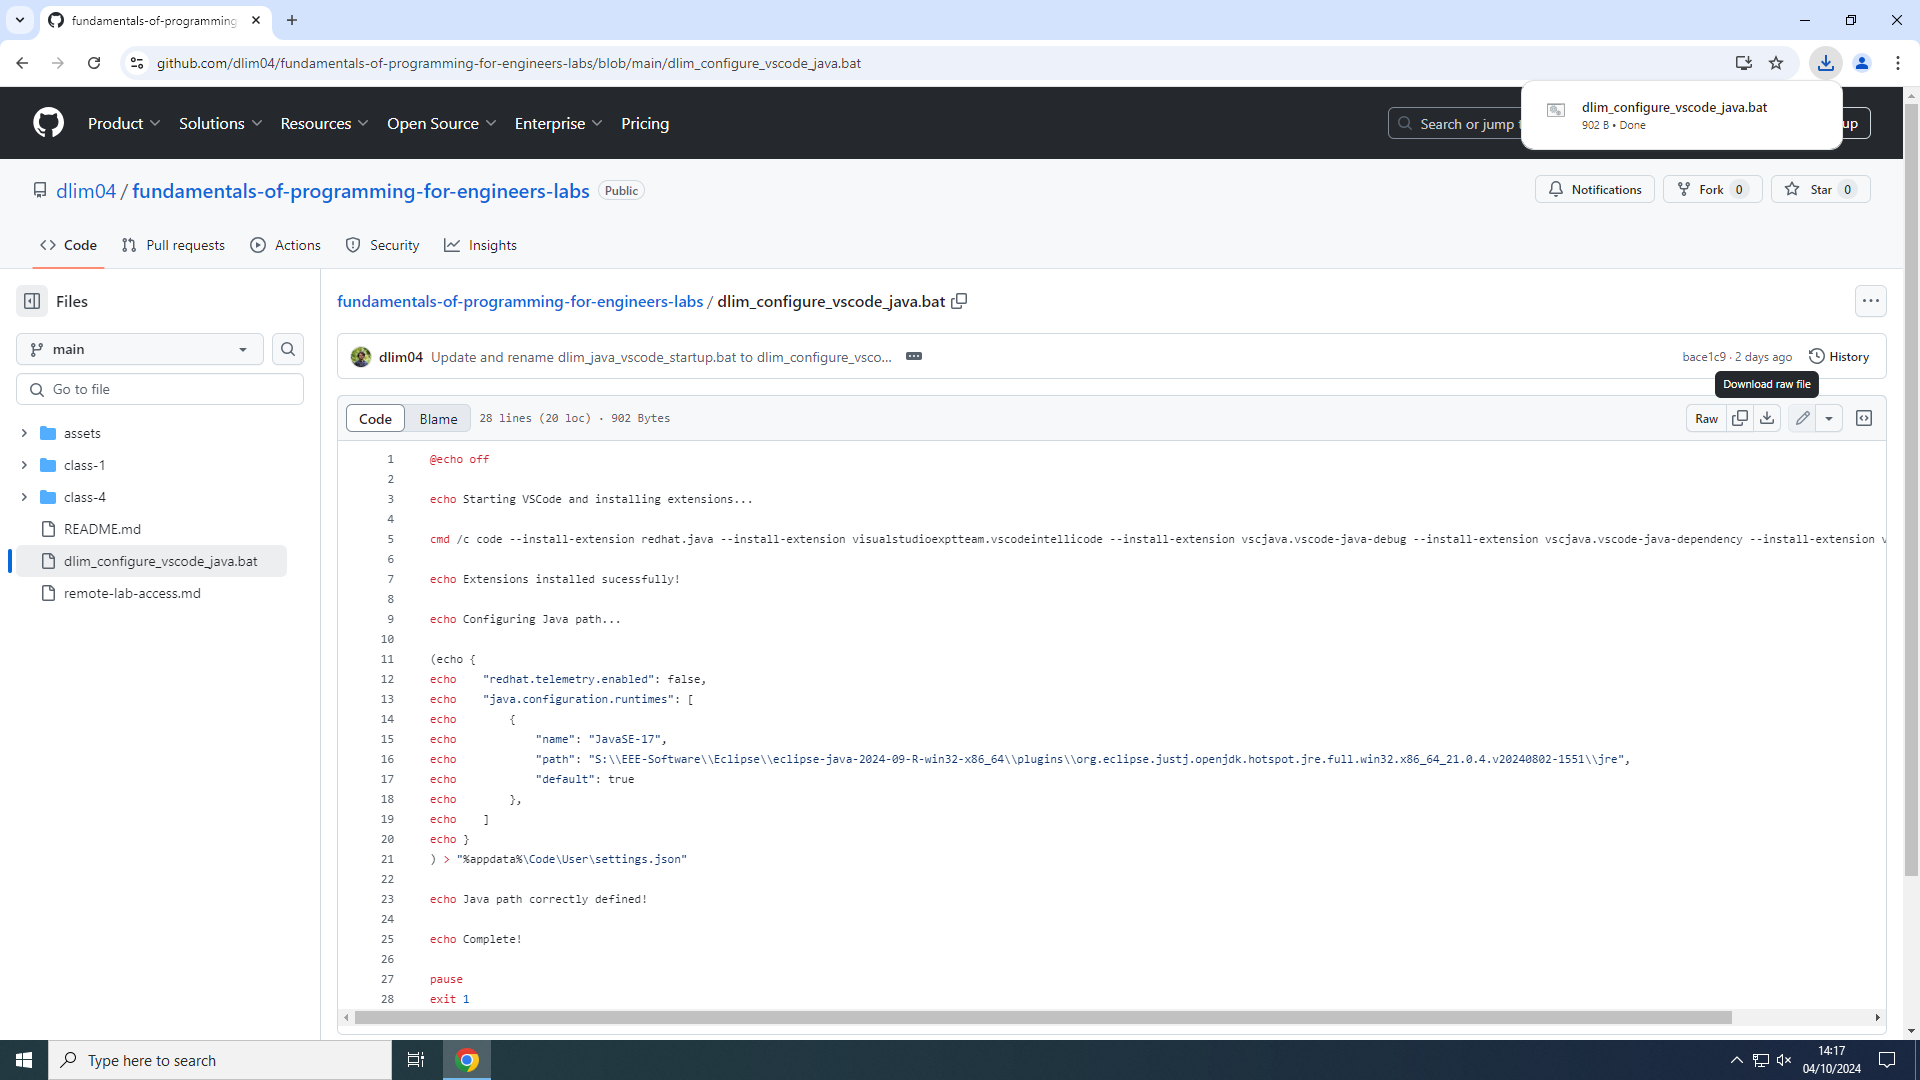 fundamentals-of-programming
github.com/dlim04/fundamentals-of-programming-for-engineers-labs/blob/main/dlim_configure_vscode_java.bat
dlim_configure_vscode_java.bat
902 B • Done
Product
Solutions
Resources
Open Source
Enterprise
Pricing
Search or jump t
up
dlim04 / fundamentals-of-programming-for-engineers-labs Public
Notifications
Fork 0
Star 0
Code
Pull requests
Actions
Security
Insights
Files
main
Go to file
assets
class-1
class-4
README.md
dlim_configure_vscode_java.bat
remote-lab-access.md
fundamentals-of-programming-for-engineers-labs / dlim_configure_vscode_java.bat
dlim04 Update and rename dlim_java_vscode_startup.bat to dlim_configure_vsco...
bace1c9 · 2 days ago History
Download raw file
Code Blame 28 lines (20 loc) · 902 Bytes
Raw
1 @echo off
2
3 echo Starting VSCode and installing extensions...
4
5 cmd /c code --install-extension redhat.java --install-extension visualstudioexptteam.vscodeintellicode --install-extension vscjava.vscode-java-debug --install-extension vscjava.vscode-java-dependency --install-extension v
6
7 echo Extensions installed sucessfully!
8
9 echo Configuring Java path...
10
11 (echo {
12 echo    "redhat.telemetry.enabled": false,
13 echo    "java.configuration.runtimes": [
14 echo        {
15 echo            "name": "JavaSE-17",
16 echo            "path": "S:\\EEE-Software\\Eclipse\\eclipse-java-2024-09-R-win32-x86_64\\plugins\\org.eclipse.justj.openjdk.hotspot.jre.full.win32.x86_64_21.0.4.v20240802-1551\\jre",
17 echo            "default": true
18 echo        },
19 echo    ]
20 echo }
21 ) > "%appdata%\Code\User\settings.json"
22
23 echo Java path correctly defined!
24
25 echo Complete!
26
27 pause
28 exit 1
Type here to search
14:17
04/10/2024